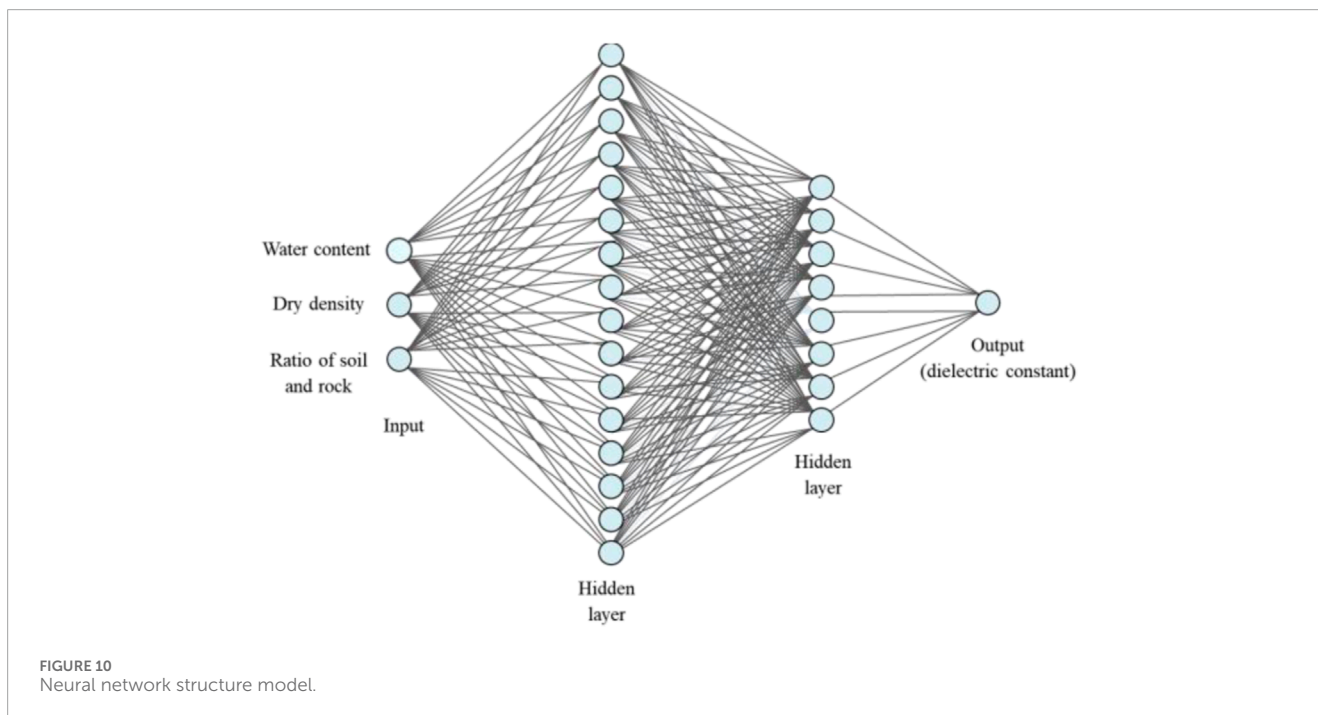 Water content
Dry density
Ratio of soil
and rock
Input
Hidden
layer
Hidden
layer
Output
(dielectric constant)
FIGURE 10
Neural network structure model.